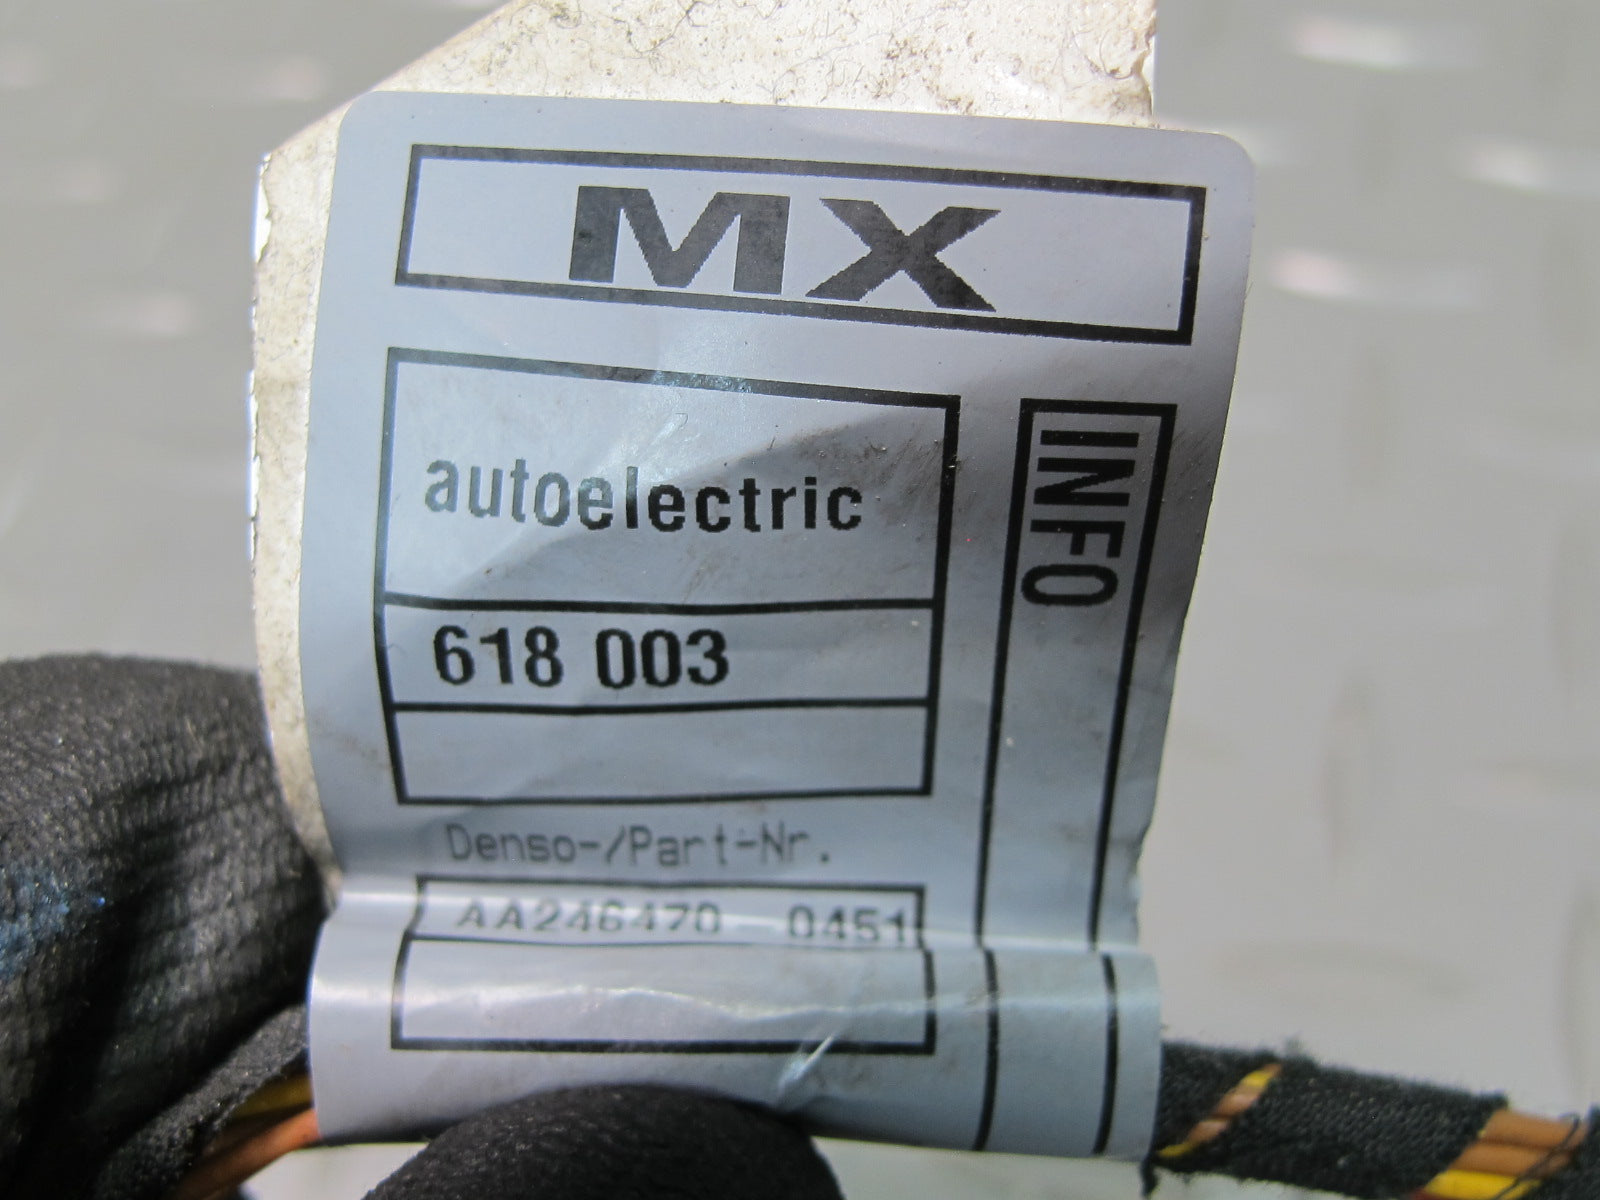 MX
autoelectric
INFO
618 003
Denso-/Part-Nr.
AA246470-0451